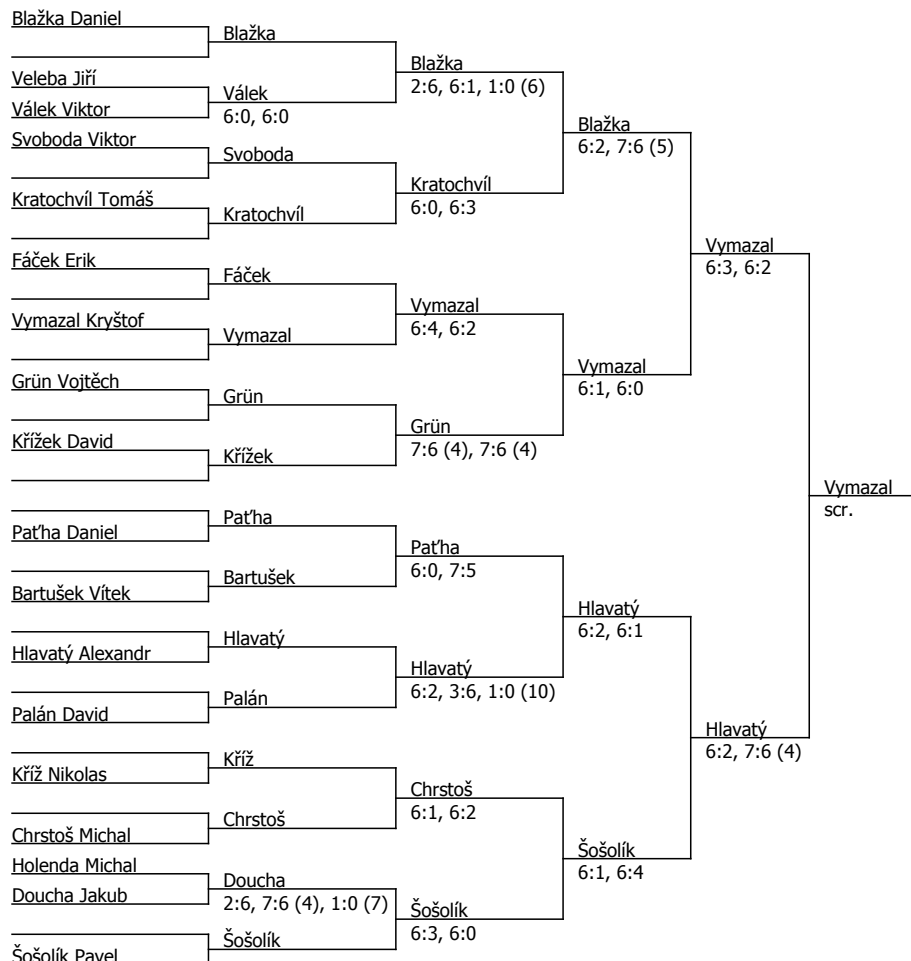 Blažka Daniel
Veleba Jiří
Válek Viktor
Svoboda Viktor
Kratochvíl Tomáš
Fáček Erik
Vymazal Kryštof
Grün Vojtěch
Křížek David
Paťha Daniel
Bartušek Vítek
Hlavatý Alexandr
Palán David
Kříž Nikolas
Chrstoš Michal
Holenda Michal
Doucha Jakub
Šošolík Pavel
Blažka
Válek
6:0, 6:0
Svoboda
Kratochvíl
Fáček
Vymazal
Grün
Křížek
Paťha
Bartušek
Hlavatý
Palán
Kříž
Chrstoš
Doucha
2:6, 7:6 (4), 1:0 (7)
Šošolík
Blažka
2:6, 6:1, 1:0 (6)
Kratochvíl
6:0, 6:3
Vymazal
6:4, 6:2
Grün
7:6 (4), 7:6 (4)
Paťha
6:0, 7:5
Hlavatý
6:2, 3:6, 1:0 (10)
Chrstoš
6:1, 6:2
Šošolík
6:3, 6:0
Blažka
6:2, 7:6 (5)
Vymazal
6:1, 6:0
Hlavatý
6:2, 6:1
Šošolík
6:1, 6:4
Vymazal
6:3, 6:2
Hlavatý
6:2, 7:6 (4)
Vymazal
scr.